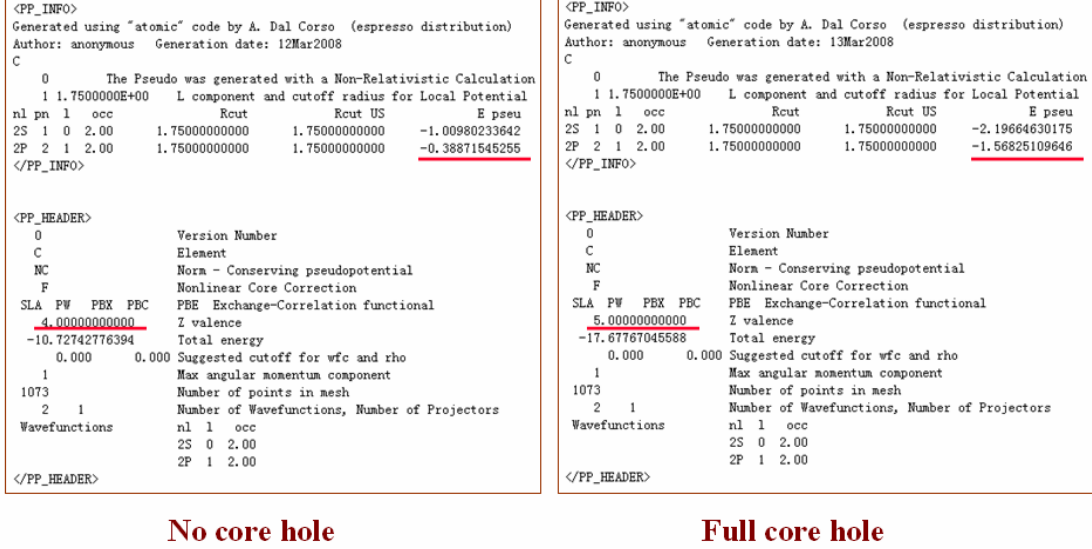 <PP_INFO>
Generated using "atomic" code by A. Dal Corso (espresso distribution)
Author: anonymous Generation date: 12Mar2008
C
0 The Pseudo was generated with a Non-Relativistic Calculation
1 1.7500000E+00 L component and cutoff radius for Local Potential
nl pn l occ Rcut Rcut US E pseu
2S 1 0 2.00 1.75000000000 1.75000000000 -1.00980233642
2P 2 1 2.00 1.75000000000 1.75000000000 -0.38871545255
</PP_INFO>
<PP_HEADER>
0 Version Number
C Element
NC Norm - Conserving pseudopotential
F Nonlinear Core Correction
SLA PW PBX PBC PBE Exchange-Correlation functional
4.00000000000 Z valence
-10.72742776394 Total energy
0.000 0.000 Suggested cutoff for wfc and rho
1 Max angular momentum component
1073 Number of points in mesh
2 1 Number of Wavefunctions, Number of Projectors
Wavefunctions nl l occ
2S 0 2.00
2P 1 2.00
</PP_HEADER>
No core hole
<PP_INFO>
Generated using "atomic" code by A. Dal Corso (espresso distribution)
Author: anonymous Generation date: 13Mar2008
C
0 The Pseudo was generated with a Non-Relativistic Calculation
1 1.7500000E+00 L component and cutoff radius for Local Potential
nl pn l occ Rcut Rcut US E pseu
2S 1 0 2.00 1.75000000000 1.75000000000 -2.19664630175
2P 2 1 2.00 1.75000000000 1.75000000000 -1.56825109646
</PP_INFO>
<PP_HEADER>
0 Version Number
C Element
NC Norm - Conserving pseudopotential
F Nonlinear Core Correction
SLA PW PBX PBC PBE Exchange-Correlation functional
5.00000000000 Z valence
-17.67767045588 Total energy
0.000 0.000 Suggested cutoff for wfc and rho
1 Max angular momentum component
1073 Number of points in mesh
2 1 Number of Wavefunctions, Number of Projectors
Wavefunctions nl l occ
2S 0 2.00
2P 1 2.00
</PP_HEADER>
Full core hole